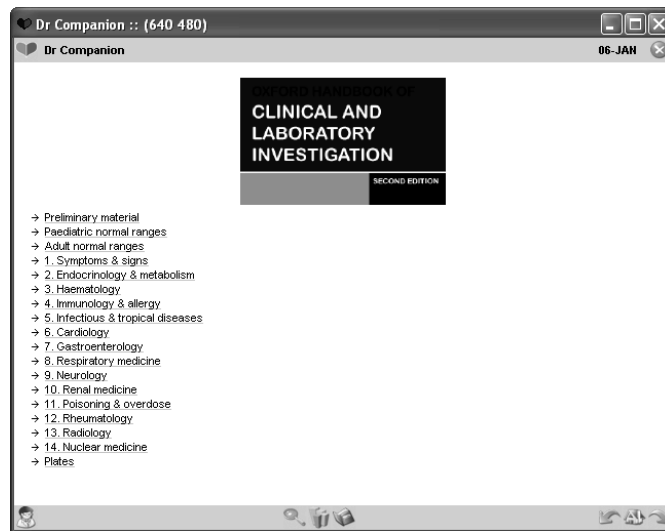 Dr Companion :: (640 480)
Dr Companion 06-JAN
OXFORD HANDBOOK OF
CLINICAL AND
LABORATORY
INVESTIGATION
SECOND EDITION
→ Preliminary material
→ Paediatric normal ranges
→ Adult normal ranges
→ 1. Symptoms & signs
→ 2. Endocrinology & metabolism
→ 3. Haematology
→ 4. Immunology & allergy
→ 5. Infectious & tropical diseases
→ 6. Cardiology
→ 7. Gastroenterology
→ 8. Respiratory medicine
→ 9. Neurology
→ 10. Renal medicine
→ 11. Poisoning & overdose
→ 12. Rheumatology
→ 13. Radiology
→ 14. Nuclear medicine
→ Plates